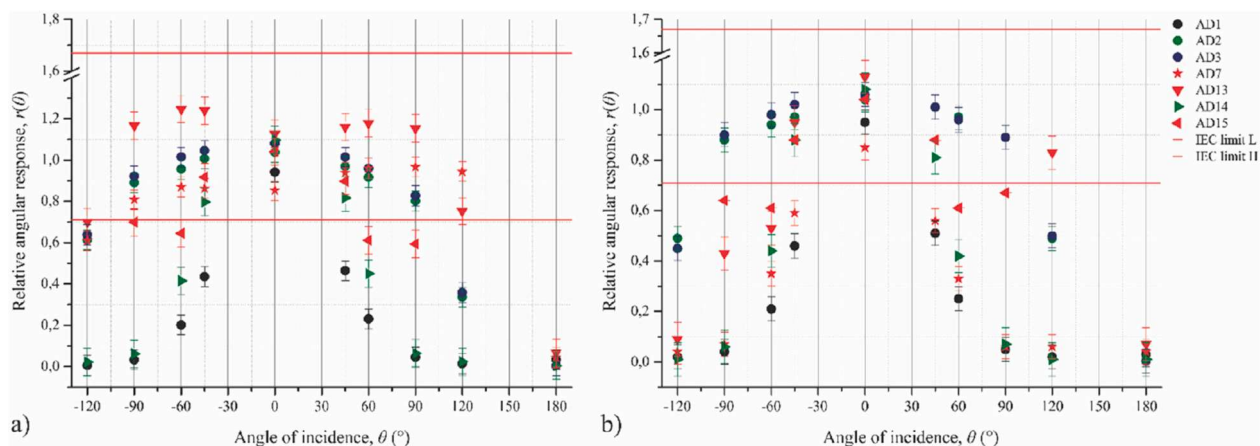 1,8
1,6
1,2
1,0
0,8
0,6
0,4
0,2
0,0
Relative angular response, r(θ)
-120 -90 -60 -30 0 30 60 90 120 150 180
Angle of incidence, θ (°)
a)
1,8
1,6
1,2
1,0
0,8
0,6
0,4
0,2
0,0
Relative angular response, r(θ)
-120 -90 -60 -30 0 30 60 90 120 150 180
Angle of incidence, θ (°)
b)
AD1
AD2
AD3
AD7
AD13
AD14
AD15
IEC limit L
IEC limit H